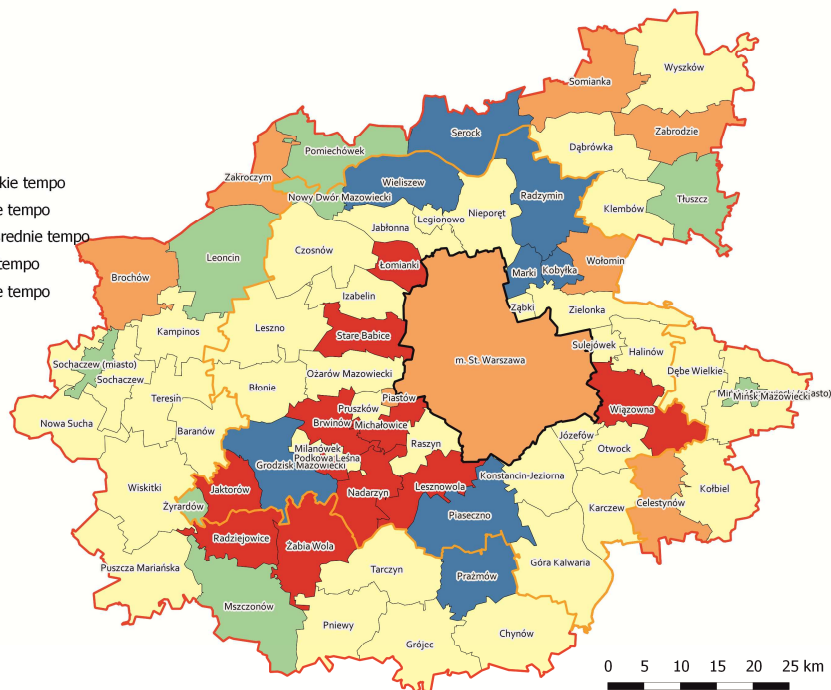 Wyszków
Somianka
Serock
Zabrodzie
Dąbrówka
Pomiechówek
Zakroczym
kie tempo
Wieliszew
Nowy Dwór Mazowiecki
Radzymin
Tłuszcz
e tempo
Nieporęt
Klembów
Legionowo
Jabłonna
rednie tempo
Czosnów
Leoncin
Wołomin
tempo
Łomianki
Marki
Kobyłka
Brochów
e tempo
Izabelin
Ząbki
Zielonka
Kampinos
Leszno
Stare Babice
Sulejówek
Halinów
m. St. Warszawa
Sochaczew (miasto)
Sochaczew
Ożarów Mazowiecki
Dębe Wielkie
Błonie
Teresin
Piastów
Mińsk Mazowiecki
Pruszków
Wiązowna
Nowa Sucha
Brwinów
Michałowice
Baranów
Józefów
Raszyn
Milanówek
Otwock
Podkowa Leśna
Grodzisk Mazowiecki
Konstancin-Jeziorna
Wiskitki
Jaktorów
Nadarzyn
Lesznowola
Kołbiel
Żyrardów
Karczew
Celestynów
Piaseczno
Radziejowice
Żabia Wola
Góra Kalwaria
Puszcza Mariańska
Tarczyn
Prażmów
Mszczonów
Pniewy
Chynów
Grójec
0 5 10 15 20 25 km